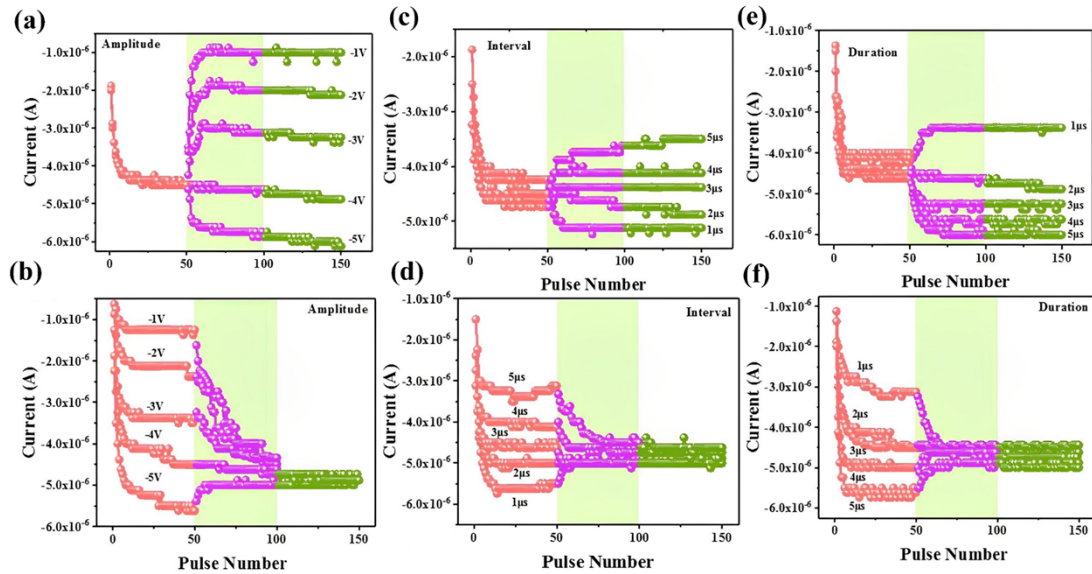 (a)
Amplitude
-1.0x10⁻⁶
-2.0x10⁻⁶
-3.0x10⁻⁶
-4.0x10⁻⁶
-5.0x10⁻⁶
-6.0x10⁻⁶
Current (A)
-1V
-2V
-3V
-4V
-5V
0 50 100 150
Pulse Number
(c)
Interval
-2.0x10⁻⁶
-3.0x10⁻⁶
-4.0x10⁻⁶
-5.0x10⁻⁶
Current (A)
5μs
4μs
3μs
2μs
1μs
0 50 100 150
Pulse Number
(e)
Duration
-1.0x10⁻⁶
-2.0x10⁻⁶
-3.0x10⁻⁶
-4.0x10⁻⁶
-5.0x10⁻⁶
-6.0x10⁻⁶
Current (A)
1μs
2μs
3μs
4μs
5μs
0 50 100 150
Pulse Number
(b)
Amplitude
-1.0x10⁻⁶
-2.0x10⁻⁶
-3.0x10⁻⁶
-4.0x10⁻⁶
-5.0x10⁻⁶
-6.0x10⁻⁶
Current (A)
-1V
-2V
-3V
-4V
-5V
0 50 100 150
Pulse Number
(d)
Interval
-1.0x10⁻⁶
-2.0x10⁻⁶
-3.0x10⁻⁶
-4.0x10⁻⁶
-5.0x10⁻⁶
-6.0x10⁻⁶
Current (A)
5μs
4μs
3μs
2μs
1μs
0 50 100 150
Pulse Number
(f)
Duration
-1.0x10⁻⁶
-2.0x10⁻⁶
-3.0x10⁻⁶
-4.0x10⁻⁶
-5.0x10⁻⁶
-6.0x10⁻⁶
Current (A)
1μs
2μs
3μs
4μs
5μs
0 50 100 150
Pulse Number